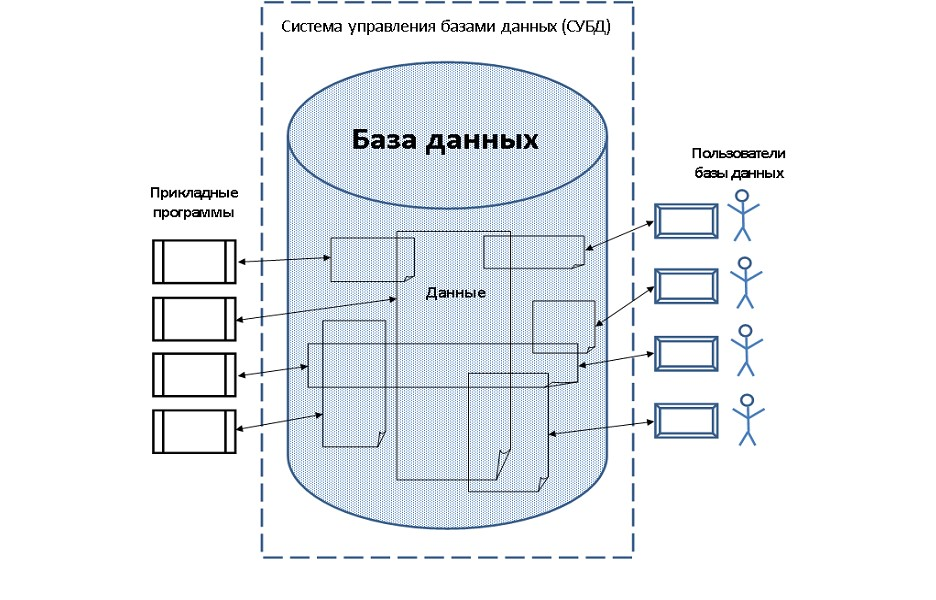 Система управления базами данных (СУБД)
База данных
Пользователи
базы данных
Прикладные
программы
Данные